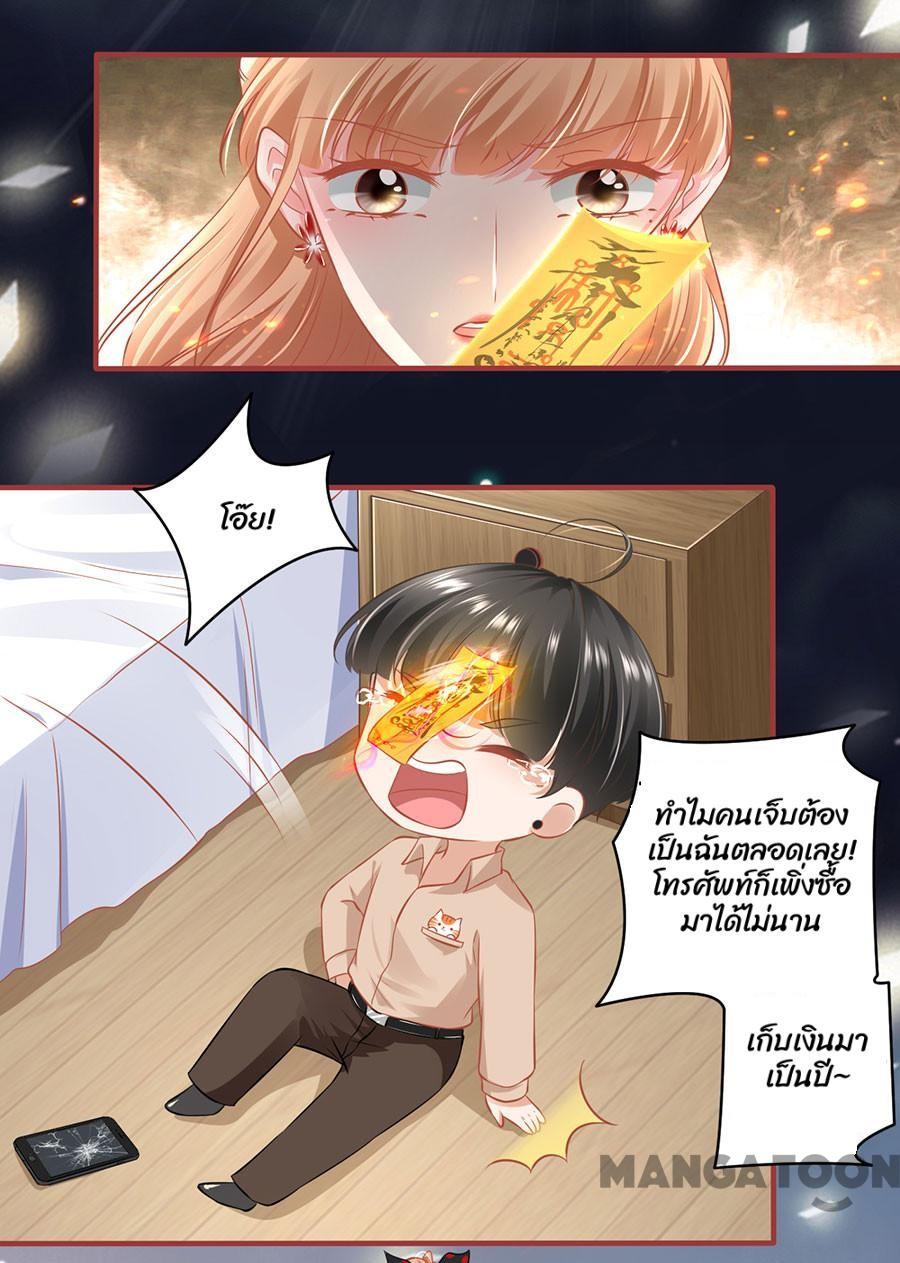 โอ๊ย!
ทำไมคนเจ็บต้อง
เป็นฉันตลอดเลย!
โทรศัพท์ก็เพิ่งซื้อ
มาได้ไม่นาน
เก็บเงินมา
เป็นปี~
MANGATOON